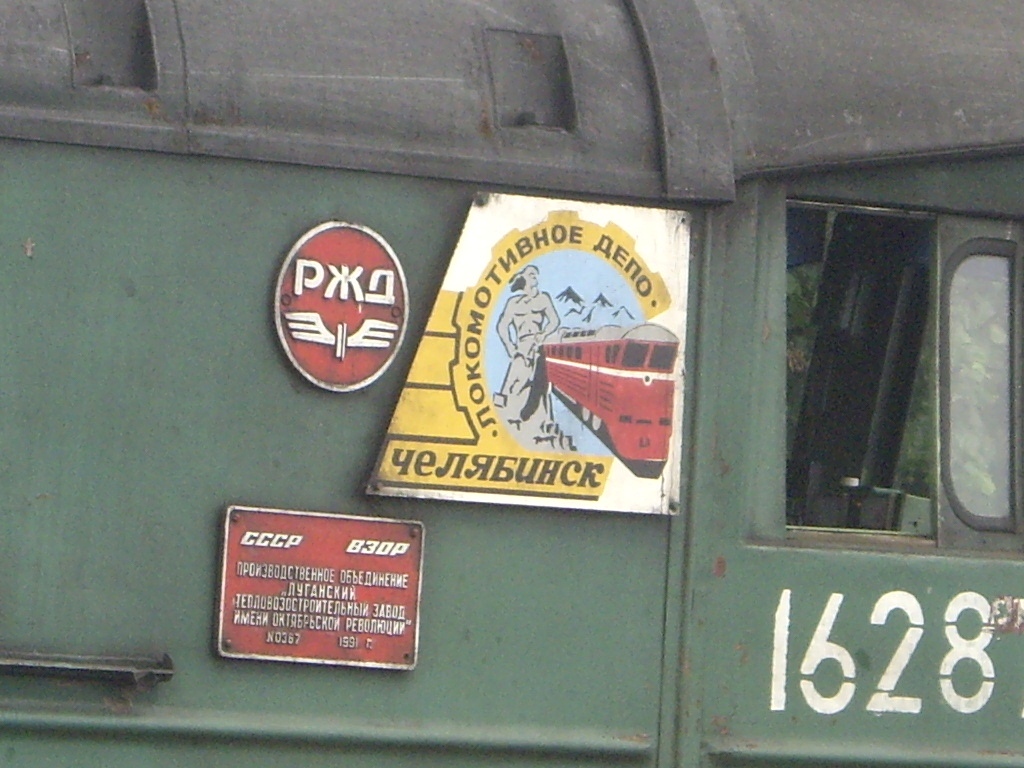 РЖД
·ЛОКОМОТИВНОЕ ДЕПО·
ЧЕЛЯБИНСК
СССР ВЗОР
ПРОИЗВОДСТВЕННОЕ ОБЪЕДИНЕНИЕ
„ЛУГАНСКИЙ
ТЕПЛОВОЗОСТРОИТЕЛЬНЫЙ ЗАВОД
ИМЕНИ ОКТЯБРЬСКОЙ РЕВОЛЮЦИИ"
№0367 1991 Г.
1628